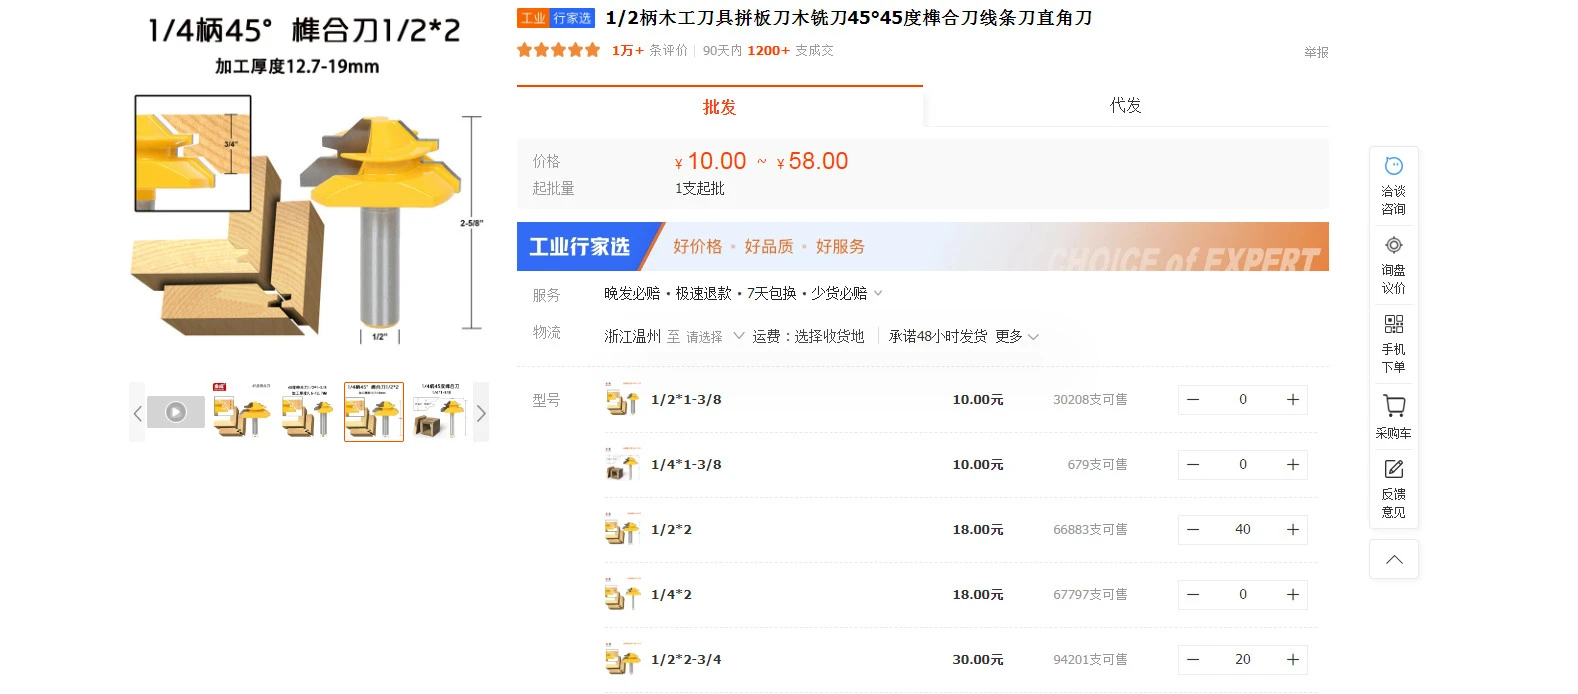 1/4柄45° 榫合刀1/2*2
加工厚度12.7-19mm
3/4"
2-5/8"
1/2"
工业 行家选 1/2柄木工刀具拼板刀木铣刀45°45度榫合刀线条刀直角刀
1万+ 条评价 90天内 1200+ 支成交
举报
批发
代发
价格 ¥ 10.00 ~ ¥ 58.00
起批量 1支起批
工业行家选 好价格 • 好品质 • 好服务
CHOICE of EXPERT
服务 晚发必赔 • 极速退款 • 7天包换 • 少货必赔
物流 浙江温州 至 请选择 运费：选择收货地 承诺48小时发货 更多
型号
1/2*1-3/8 10.00元 30208支可售 － 0 +
1/4*1-3/8 10.00元 679支可售 － 0 +
1/2*2 18.00元 66883支可售 － 40 +
1/4*2 18.00元 67797支可售 － 0 +
1/2*2-3/4 30.00元 94201支可售 － 20 +
洽谈
咨询
询盘
议价
手机
下单
采购车
反馈
意见